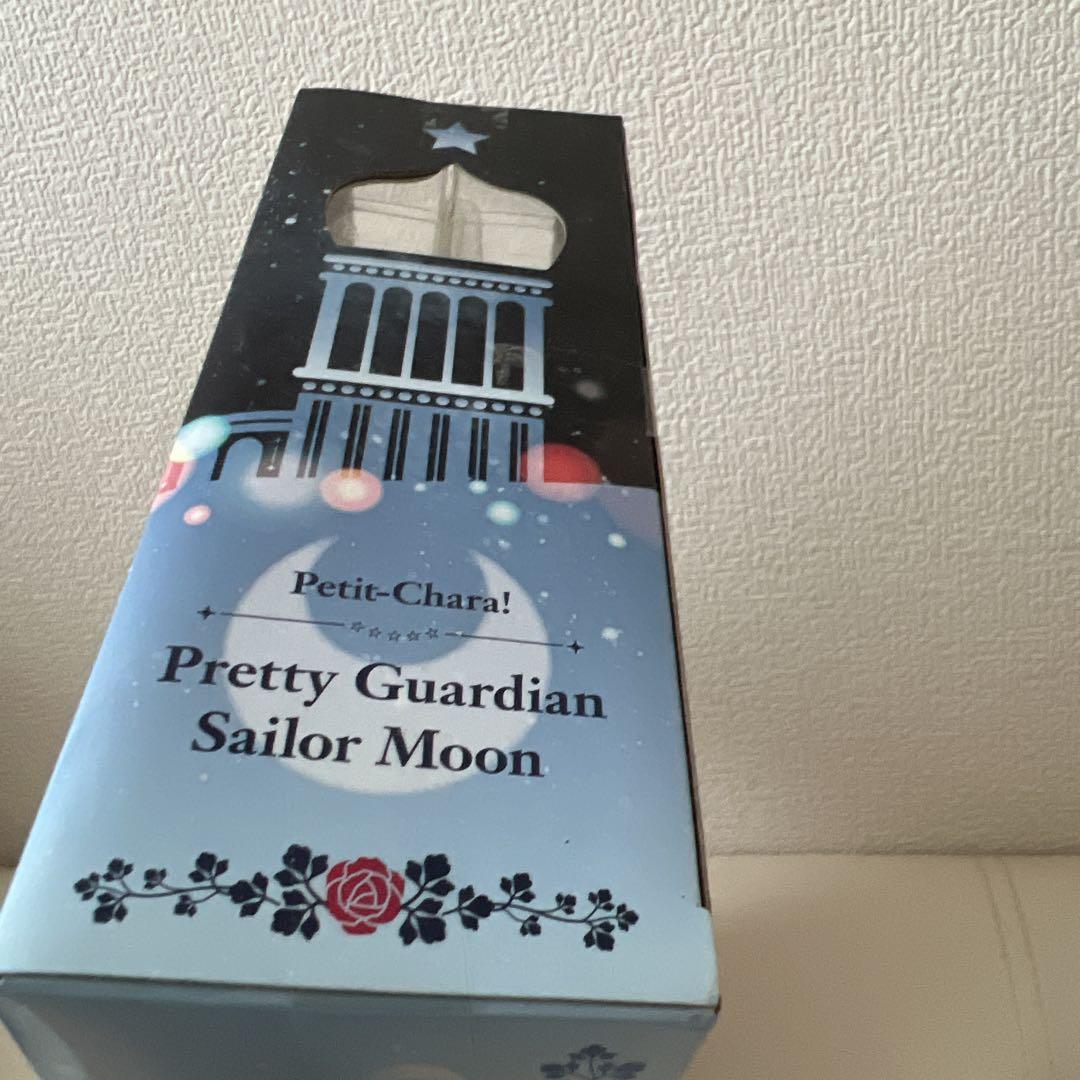 Petit-Chara!
Pretty Guardian
Sailor Moon